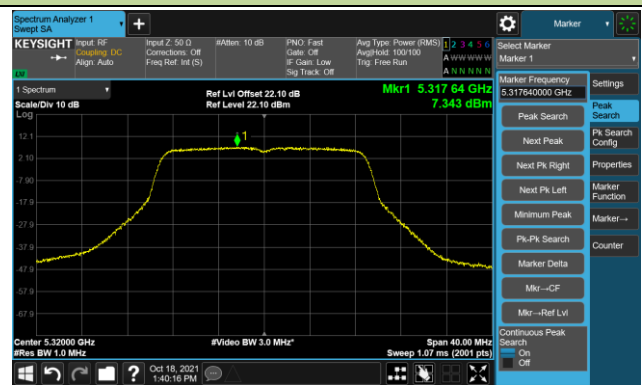 Spectrum Analyzer 1
Swept SA
+
Marker
KEYSIGHT
Input: RF
Coupling: DC
Align: Auto
Input Z: 50 Ω
Corrections: Off
Freq Ref: Int (S)
#Atten: 10 dB
PNO: Fast
Gate: Off
IF Gain: Low
Sig Track: Off
Avg Type: Power (RMS)
Avg|Hold: 100/100
Trig: Free Run
1 2 3 4 5 6
A W W W W W
A N N N N N
LXI
Select Marker
Marker 1
1 Spectrum
Scale/Div 10 dB
Log
Ref Lvl Offset 22.10 dB
Ref Level 22.10 dBm
Mkr1 5.317 64 GHz
7.343 dBm
1
12.1
2.10
-7.90
-17.9
-27.9
-37.9
-47.9
-57.9
-67.9
Center 5.32000 GHz
#Res BW 1.0 MHz
#Video BW 3.0 MHz*
Span 40.00 MHz
Sweep 1.07 ms (2001 pts)
Marker Frequency
5.317640000 GHz
Peak Search
Next Peak
Next Pk Right
Next Pk Left
Minimum Peak
Pk-Pk Search
Marker Delta
Mkr→CF
Mkr→Ref Lvl
Continuous Peak
Search
On
Off
Settings
Peak
Search
Pk Search
Config
Properties
Marker
Function
Marker→
Counter
?
Oct 18, 2021
1:40:16 PM